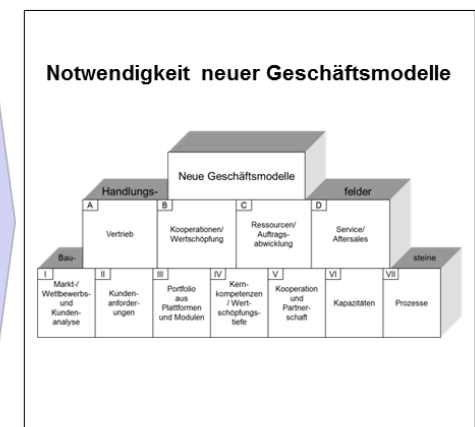 Notwendigkeit neuer Geschäftsmodelle
Neue Geschäftsmodelle
Handlungs-
felder
A
Vertrieb
B
Kooperationen/
Wertschöpfung
C
Ressourcen/
Auftrags-
abwicklung
D
Service/
Aftersales
Bau-
steine
I
Markt-/
Wettbewerbs-
und
Kunden-
analyse
II
Kunden-
anforder-
ungen
III
Portfolio
aus
Plattformen
und Modulen
IV
Kern-
kompetenzen
/ Wert-
schöpfungs-
tiefe
V
Kooperation
und
Partner-
schaft
VI
Kapazitäten
VII
Prozesse